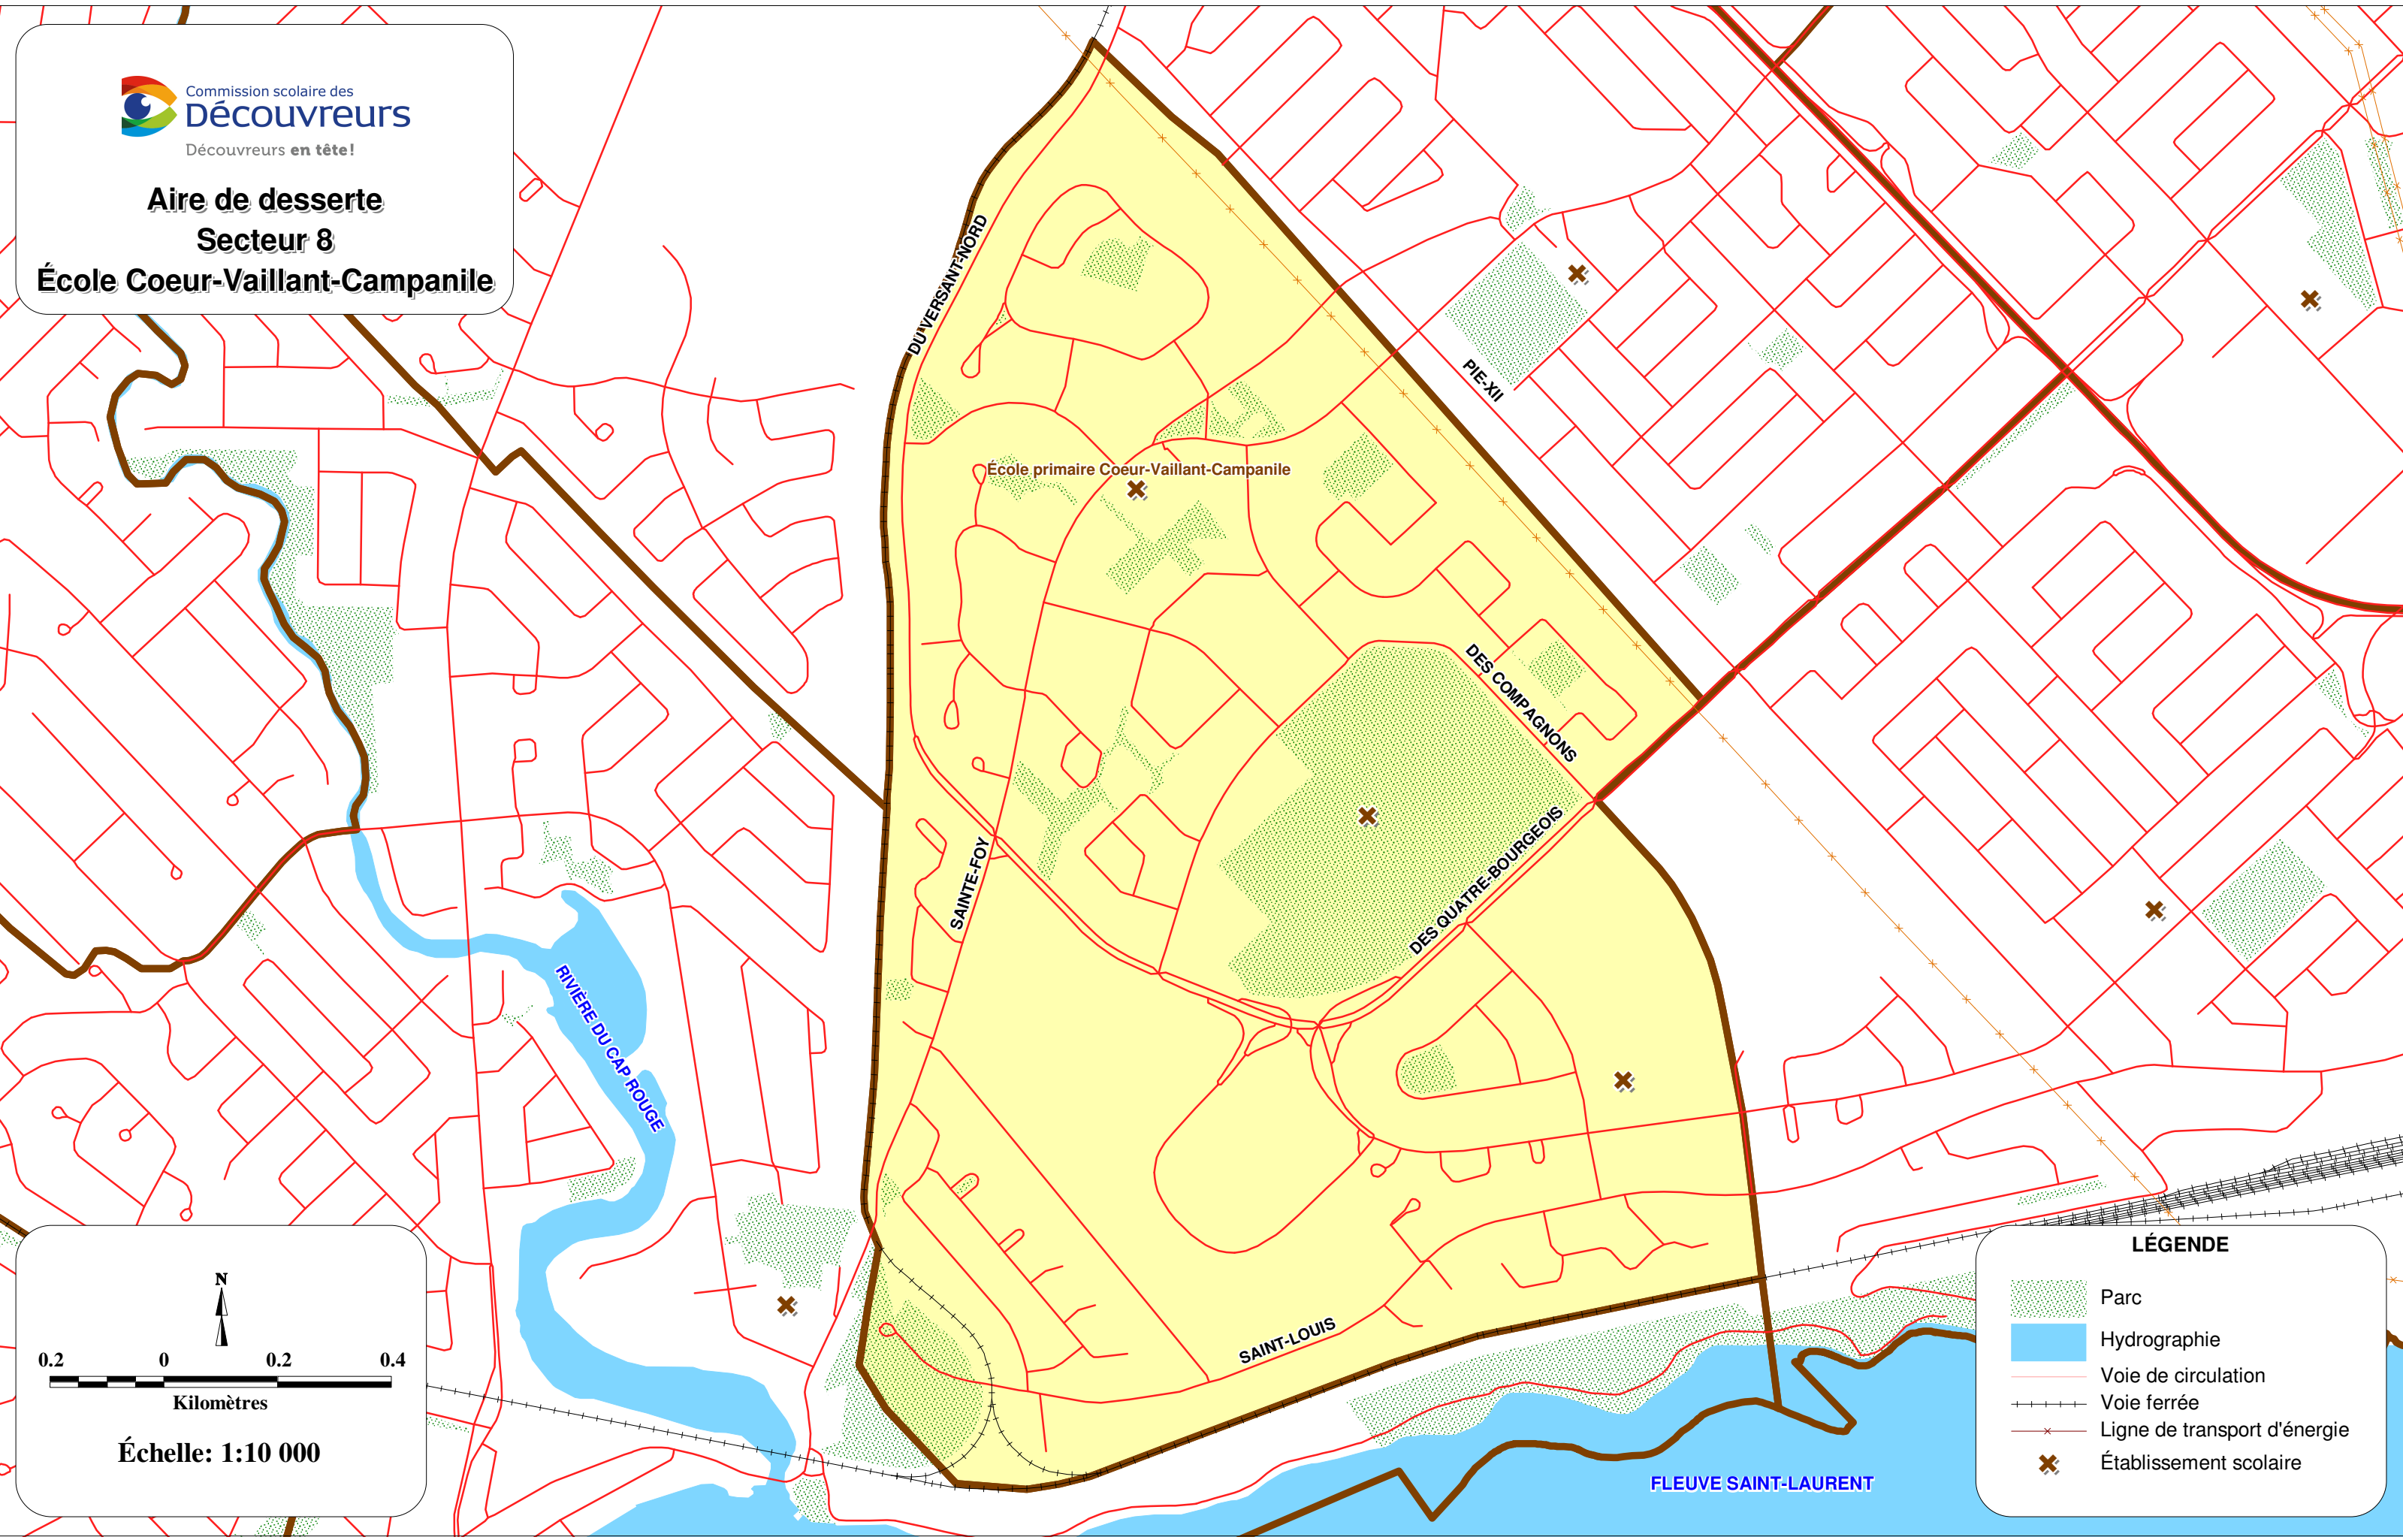 Commission scolaire des
Découvreurs
Découvreurs en tête!
Aire de desserte
Secteur 8
École Coeur-Vaillant-Campanile
DU VERSANT-NORD
PIE-XII
École primaire Coeur-Vaillant-Campanile
DES COMPAGNONS
DES QUATRE-BOURGEOIS
SAINTE-FOY
RIVIÈRE DU CAP ROUGE
SAINT-LOUIS
FLEUVE SAINT-LAURENT
N
0.2 0 0.2 0.4
Kilomètres
Échelle: 1:10 000
LÉGENDE
Parc
Hydrographie
Voie de circulation
Voie ferrée
Ligne de transport d'énergie
Établissement scolaire